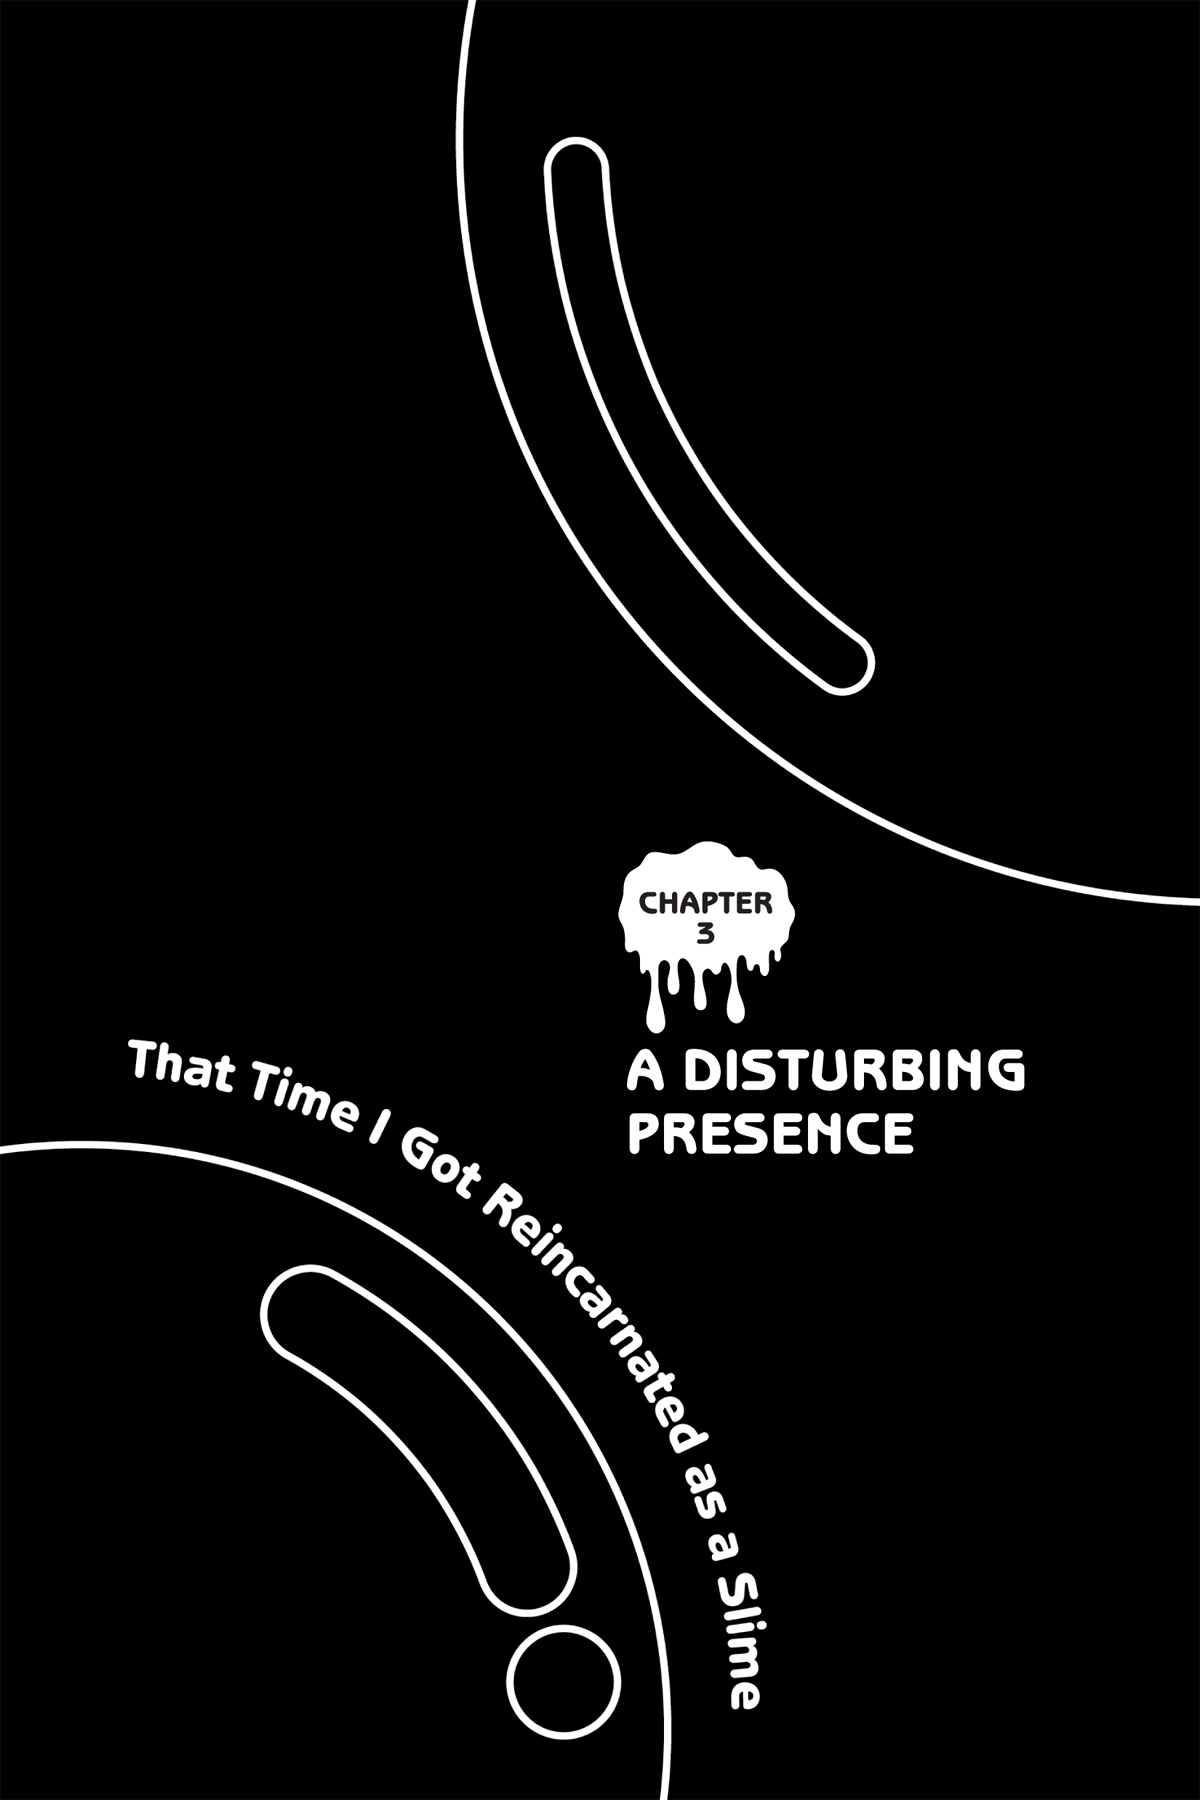 CHAPTER
3
A DISTURBING
PRESENCE
That Time I Got Reincarnated as a Slime